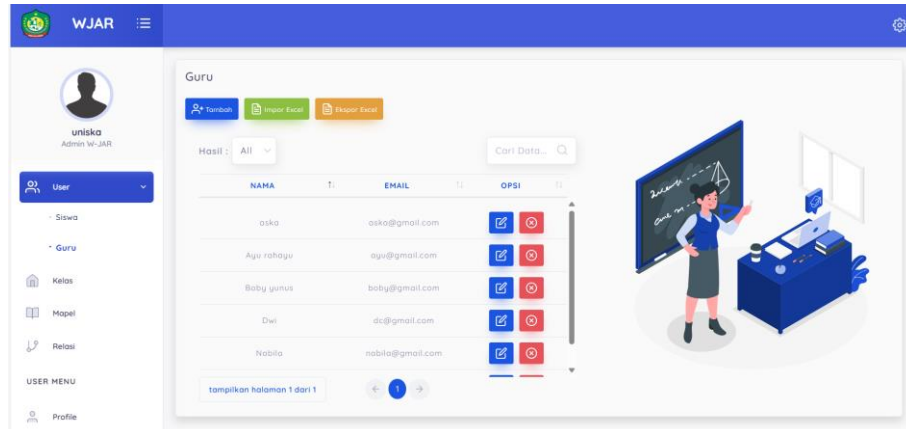 WJAR
uniska
Admin W-JAR
User
Siswa
Guru
Kelas
Mapel
Relasi
USER MENU
Profile
Guru
Tambah
Impor Excel
Ekspor Excel
Hasil : All
Cari Data...
NAMA EMAIL OPSI
aska aska@gmail.com
Ayu rahayu ayu@gmail.com
Boby yunus boby@gmail.com
Dwi dc@gmail.com
Nabila nabila@gmail.com
tampilkan halaman 1 dari 1
1